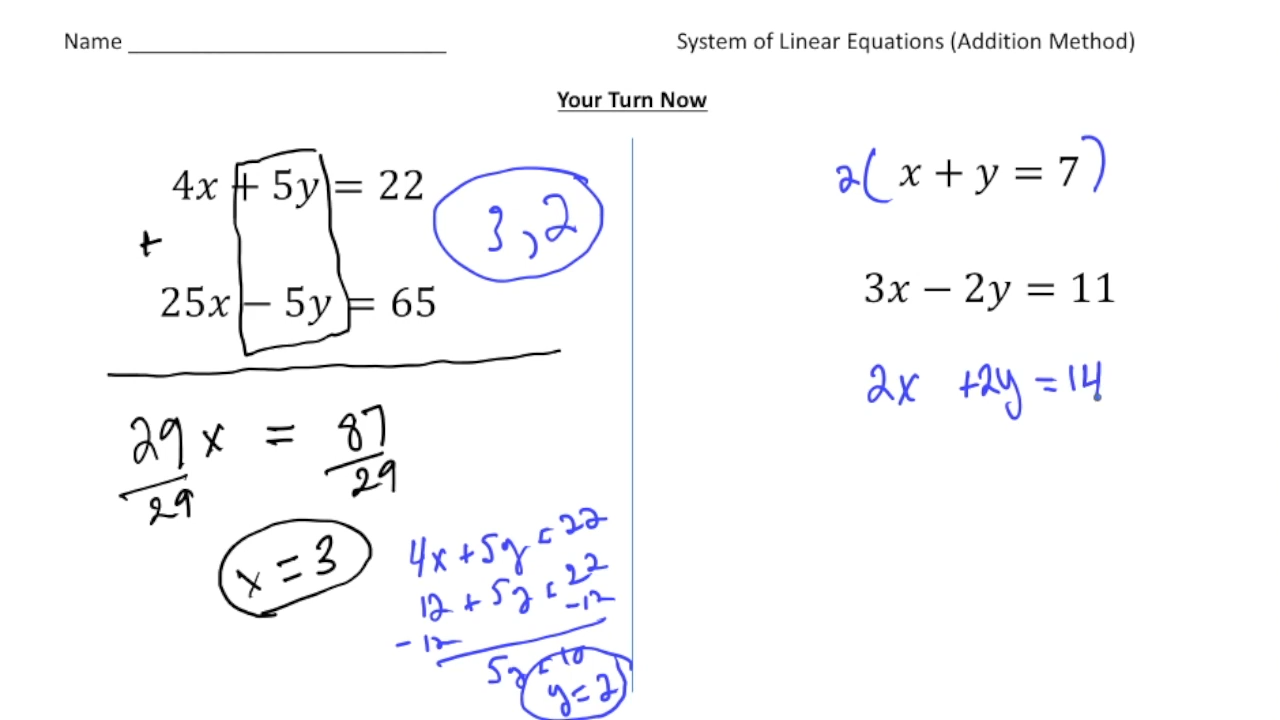 Name ____________________________ System of Linear Equations (Addition Method)
Your Turn Now
4x + 5y = 22
+
25x − 5y = 65
3,2
29x = 87
29 29
x = 3
4x + 5y = 22
12 + 5y = 22
-12 -12
5y = 10
y = 2
2( x + y = 7 )
3x − 2y = 11
2x +2y = 14